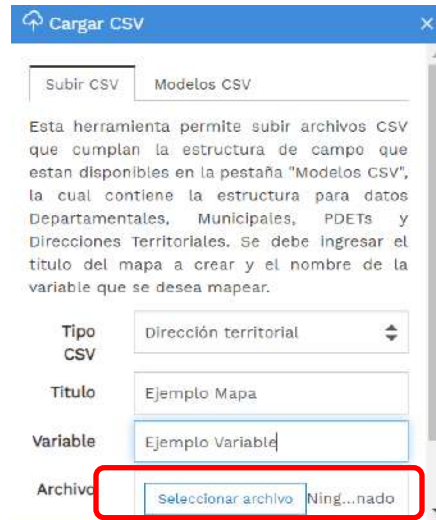 Cargar CSV
Subir CSV Modelos CSV
Esta herramienta permite subir archivos CSV
que cumplan la estructura de campo que
estan disponibles en la pestaña "Modelos CSV",
la cual contiene la estructura para datos
Departamentales, Municipales, PDETs y
Direcciones Territoriales. Se debe ingresar el
titulo del mapa a crear y el nombre de la
variable que se desea mapear.
Tipo CSV Dirección territorial
Titulo Ejemplo Mapa
Variable Ejemplo Variable
Archivo Seleccionar archivo Ning...nado